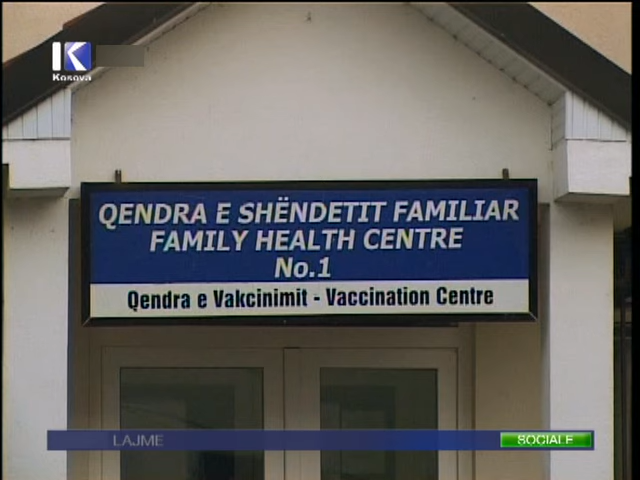 K
Kosova
QENDRA E SHËNDETIT FAMILIAR
FAMILY HEALTH CENTRE
No.1
Qendra e Vakcinimit - Vaccination Centre
LAJME
SOCIALE